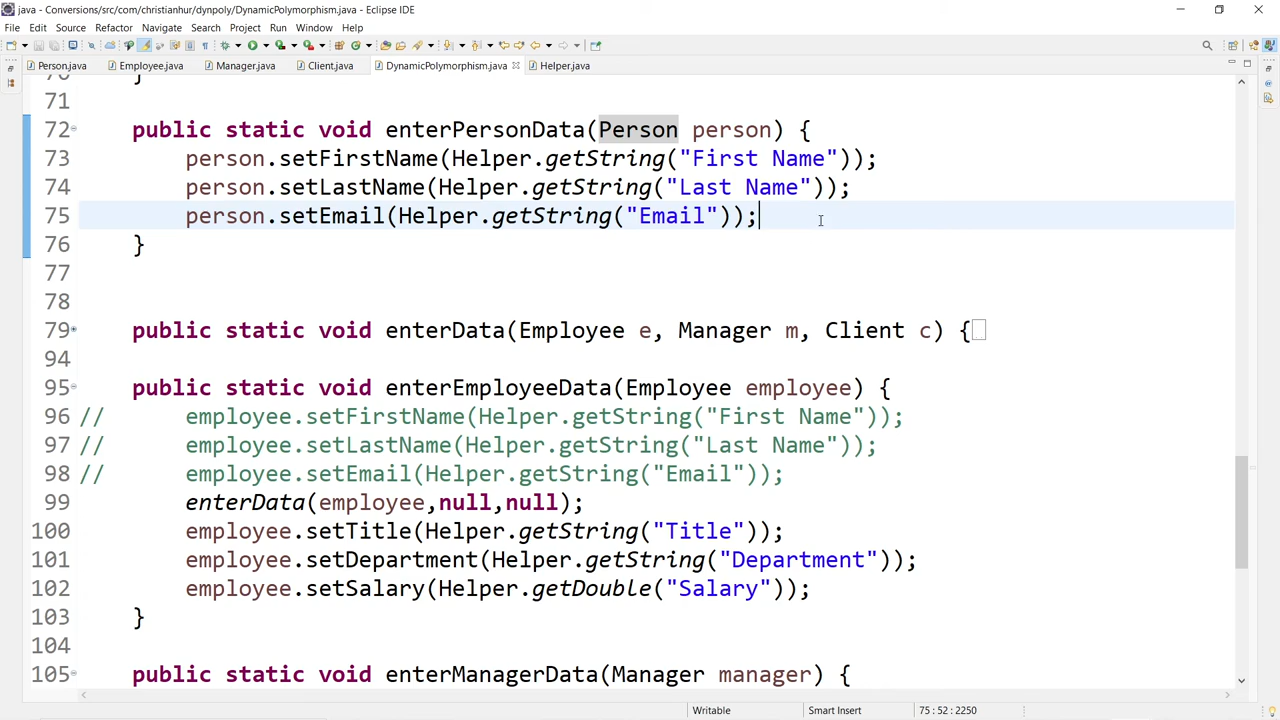 java - Conversions/src/com/christianhur/dynpoly/DynamicPolymorphism.java - Eclipse IDE
File Edit Source Refactor Navigate Search Project Run Window Help
Person.java Employee.java Manager.java Client.java DynamicPolymorphism.java Helper.java
70 }
71
72 public static void enterPersonData(Person person) {
73 person.setFirstName(Helper.getString("First Name"));
74 person.setLastName(Helper.getString("Last Name"));
75 person.setEmail(Helper.getString("Email"));
76 }
77
78
79 public static void enterData(Employee e, Manager m, Client c) {
94
95 public static void enterEmployeeData(Employee employee) {
96 // employee.setFirstName(Helper.getString("First Name"));
97 // employee.setLastName(Helper.getString("Last Name"));
98 // employee.setEmail(Helper.getString("Email"));
99 enterData(employee,null,null);
100 employee.setTitle(Helper.getString("Title"));
101 employee.setDepartment(Helper.getString("Department"));
102 employee.setSalary(Helper.getDouble("Salary"));
103 }
104
105 public static void enterManagerData(Manager manager) {
Writable Smart Insert 75 : 52 : 2250